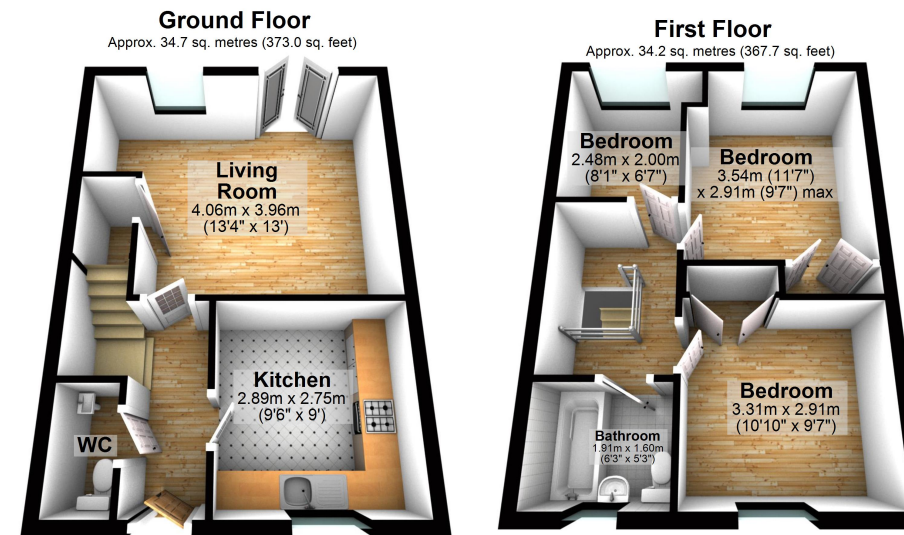 Ground Floor
Approx. 34.7 sq. metres (373.0 sq. feet)
Living
Room
4.06m x 3.96m
(13'4" x 13')
Kitchen
2.89m x 2.75m
(9'6" x 9')
WC
First Floor
Approx. 34.2 sq. metres (367.7 sq. feet)
Bedroom
2.48m x 2.00m
(8'1" x 6'7")
Bedroom
3.54m (11'7")
x 2.91m (9'7") max
Bedroom
3.31m x 2.91m
(10'10" x 9'7")
Bathroom
1.91m x 1.60m
(6'3" x 5'3")